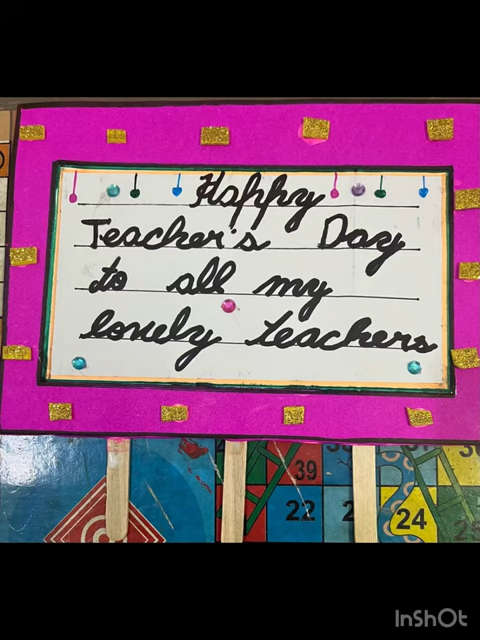 Happy
Teacher's Day
to all my
lovely teachers
39
22
24
InShOt